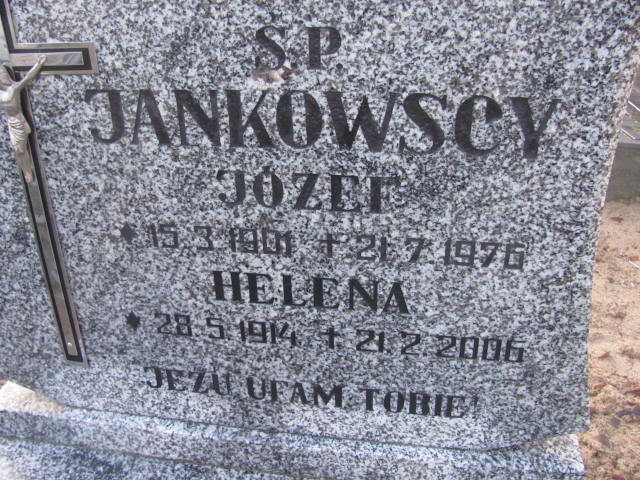 Ś.P.
JANKOWSCY
JÓZEF
* 15.3.1901 + 21.7.1976
HELENA
* 28.5.1914 + 21.2.2006
JEZU UFAM TOBIE!